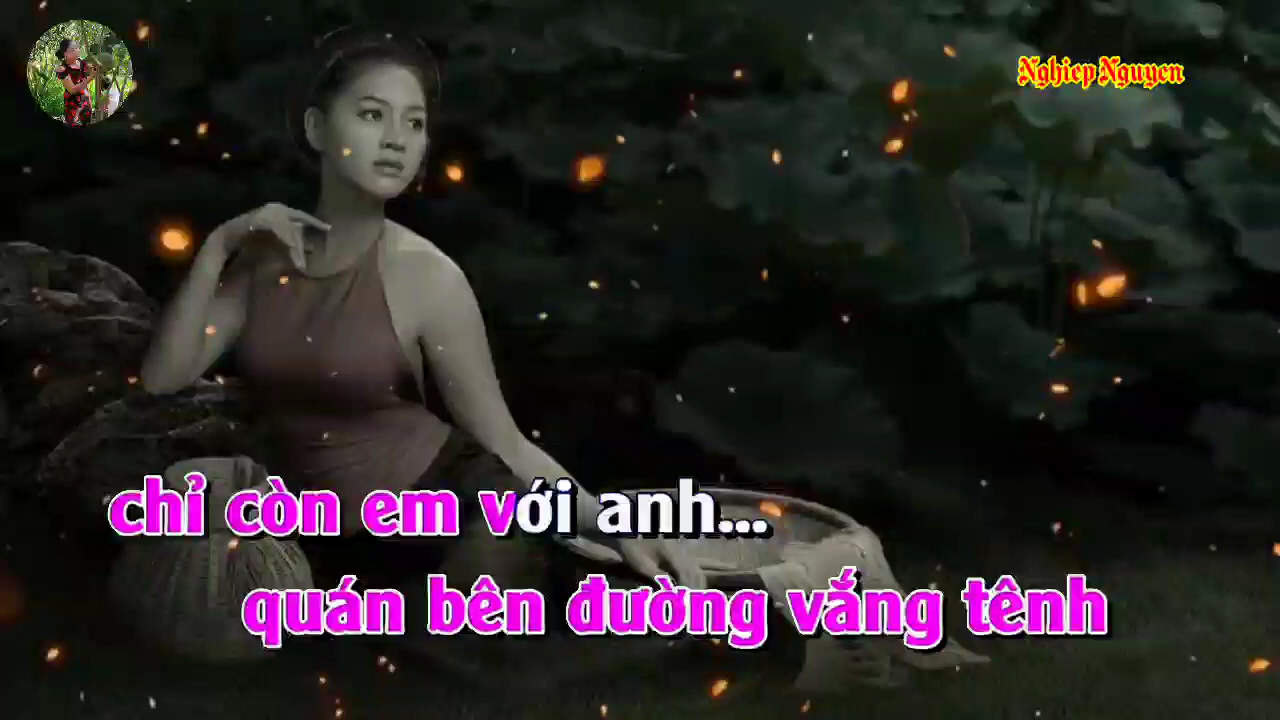 Nghiep Nguyen
chỉ còn em với anh...
quán bên đường vắng tênh